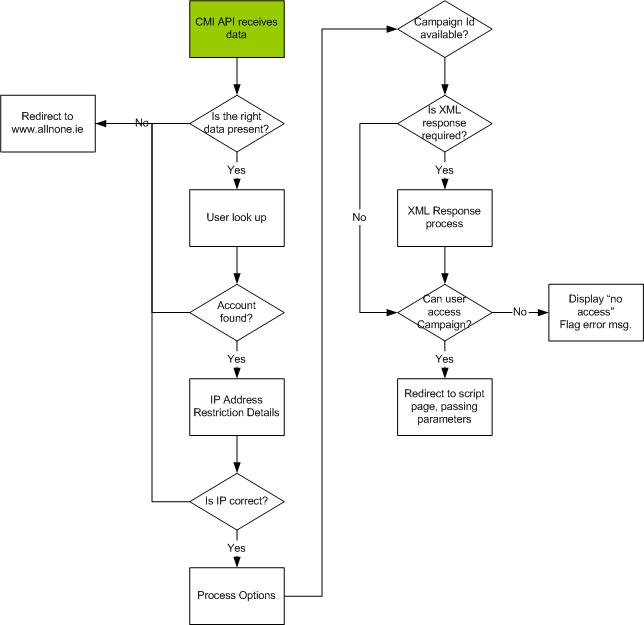 CMI API receives
data
Is the right
data present?
No
Redirect to
www.allnone.ie
Yes
User look up
Account
found?
Yes
IP Address
Restriction Details
Is IP correct?
Yes
Process Options
Campaign Id
available?
Is XML
response
required?
Yes
No
XML Response
process
Can user
access
Campaign?
No
Display “no
access”
Flag error msg.
Yes
Redirect to script
page, passing
parameters